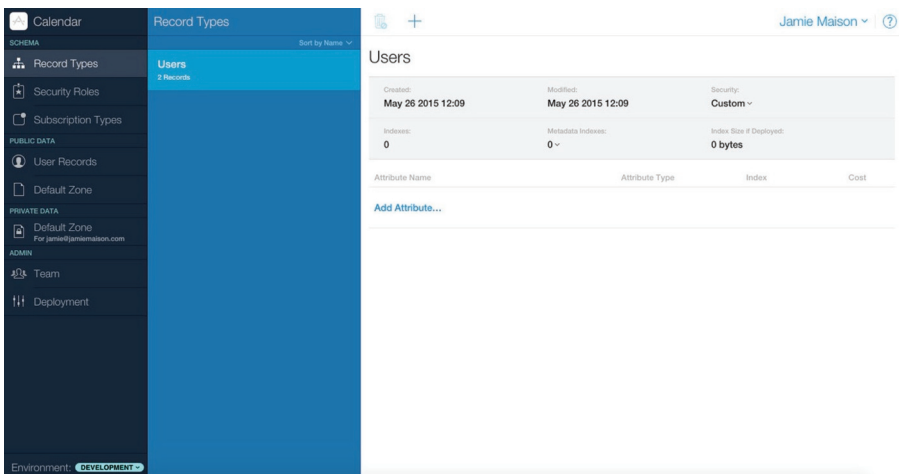 Calendar
SCHEMA
Record Types
Security Roles
Subscription Types
PUBLIC DATA
User Records
Default Zone
PRIVATE DATA
Default Zone
For jamie@jamiemaison.com
ADMIN
Team
Deployment
Environment: DEVELOPMENT
Record Types
Sort by Name
Users
2 Records
Jamie Maison
?
Users
Created: Modified: Security:
May 26 2015 12:09 May 26 2015 12:09 Custom
Indexes: Metadata Indexes: Index Size if Deployed:
0 0 0 bytes
Attribute Name Attribute Type Index Cost
Add Attribute...